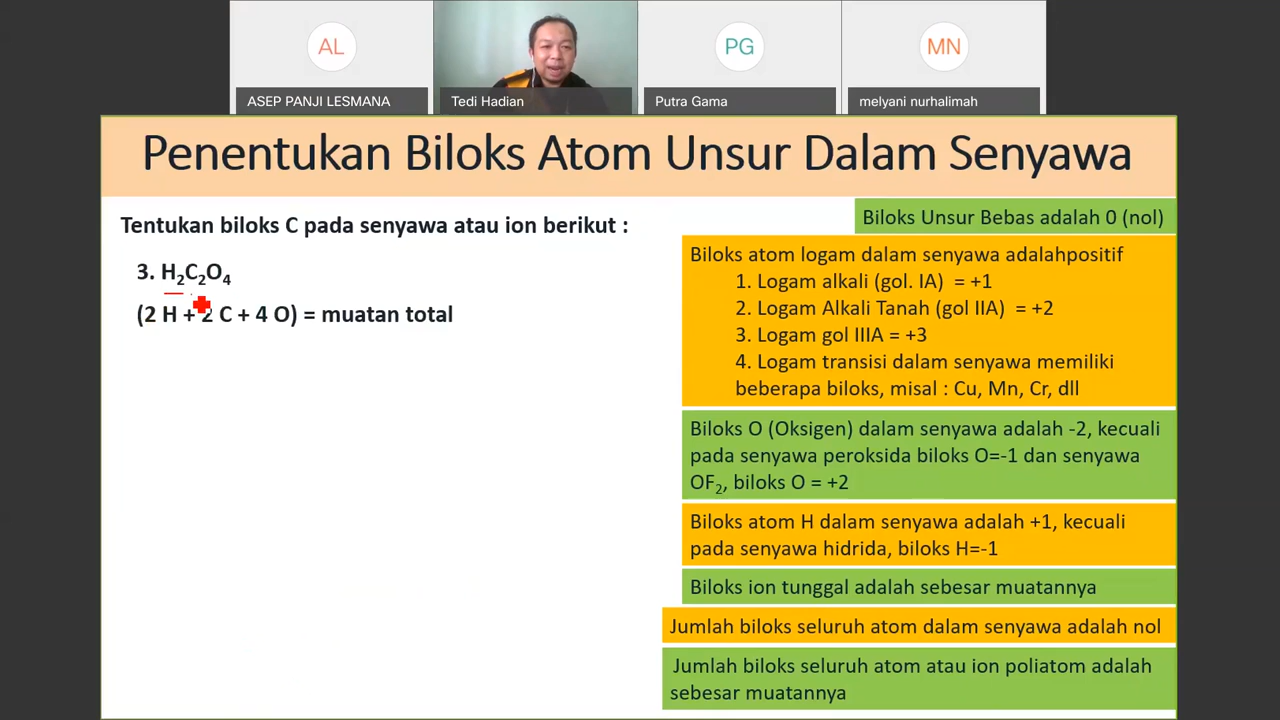 AL
PG
MN
ASEP PANJI LESMANA
Tedi Hadian
Putra Gama
melyani nurhalimah
Penentukan Biloks Atom Unsur Dalam Senyawa
Tentukan biloks C pada senyawa atau ion berikut :
3. H₂C₂O₄
(2 H + 2 C + 4 O) = muatan total
Biloks Unsur Bebas adalah 0 (nol)
Biloks atom logam dalam senyawa adalahpositif
1. Logam alkali (gol. IA) = +1
2. Logam Alkali Tanah (gol IIA) = +2
3. Logam gol IIIA = +3
4. Logam transisi dalam senyawa memiliki
beberapa biloks, misal : Cu, Mn, Cr, dll
Biloks O (Oksigen) dalam senyawa adalah -2, kecuali
pada senyawa peroksida biloks O=-1 dan senyawa
OF₂, biloks O = +2
Biloks atom H dalam senyawa adalah +1, kecuali
pada senyawa hidrida, biloks H=-1
Biloks ion tunggal adalah sebesar muatannya
Jumlah biloks seluruh atom dalam senyawa adalah nol
Jumlah biloks seluruh atom atau ion poliatom adalah
sebesar muatannya